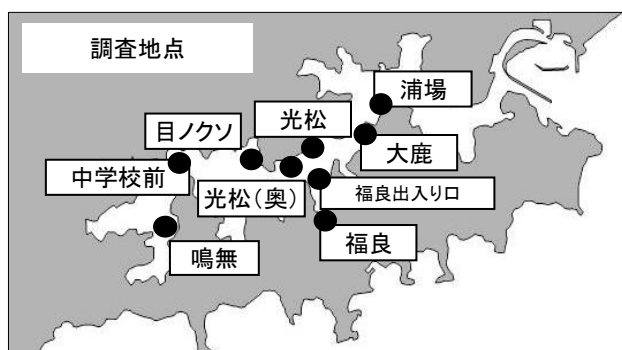 調査地点
浦場
光松
目ノクソ
大鹿
中学校前
光松（奥）
福良出入り口
鳴無
福良